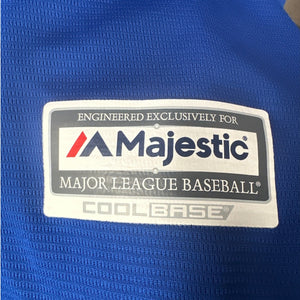 ENGINEERED EXCLUSIVELY FOR
Majestic®
MAJOR LEAGUE BASEBALL®
COOLBASE